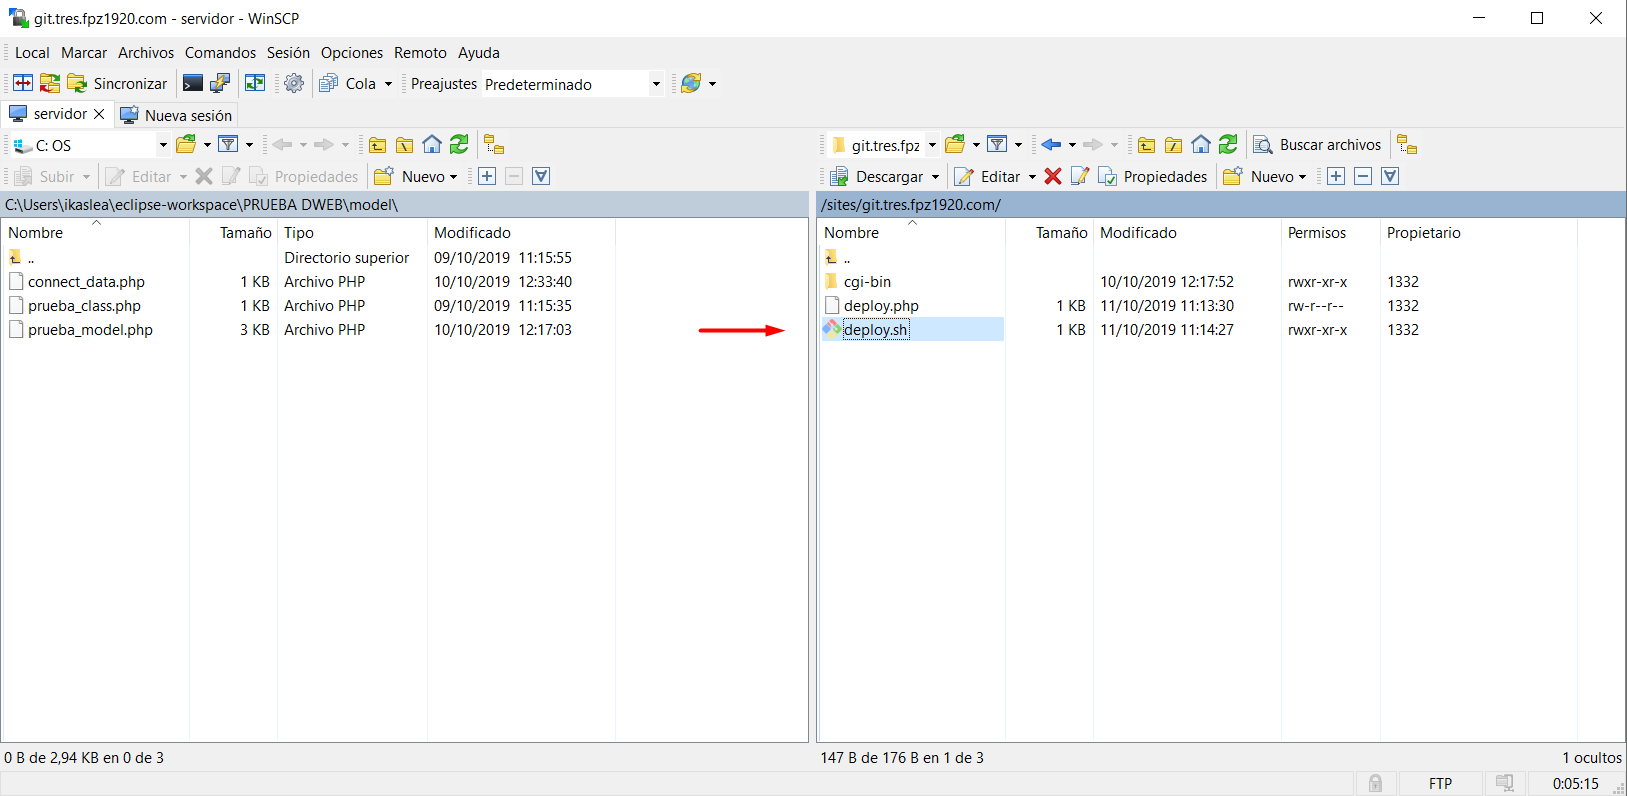 git.tres.fpz1920.com - servidor - WinSCP
Local Marcar Archivos Comandos Sesión Opciones Remoto Ayuda
Sincronizar Cola Preajustes Predeterminado
servidor Nueva sesión
C: OS
git.tres.fpz Buscar archivos
Subir Editar Propiedades Nuevo
Descargar Editar Propiedades Nuevo
C:\Users\ikaslea\eclipse-workspace\PRUEBA DWEB\model\
Nombre Tamaño Tipo Modificado
.. Directorio superior 09/10/2019 11:15:55
connect_data.php 1 KB Archivo PHP 10/10/2019 12:33:40
prueba_class.php 1 KB Archivo PHP 09/10/2019 11:15:35
prueba_model.php 3 KB Archivo PHP 10/10/2019 12:17:03
0 B de 2,94 KB en 0 de 3
/sites/git.tres.fpz1920.com/
Nombre Tamaño Modificado Permisos Propietario
..
cgi-bin 10/10/2019 12:17:52 rwxr-xr-x 1332
deploy.php 1 KB 11/10/2019 11:13:30 rw-r--r-- 1332
deploy.sh 1 KB 11/10/2019 11:14:27 rwxr-xr-x 1332
147 B de 176 B en 1 de 3
1 ocultos
FTP 0:05:15